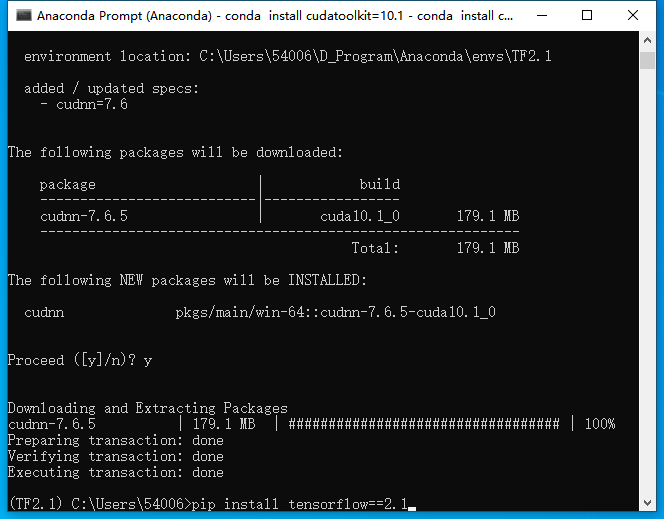 Anaconda Prompt (Anaconda) - conda  install cudatoolkit=10.1 - conda  install c...
environment location: C:\Users\54006\D_Program\Anaconda\envs\TF2.1
added / updated specs:
- cudnn=7.6
The following packages will be downloaded:
package | build
---------------------------|-----------------
cudnn-7.6.5 | cuda10.1_0 179.1 MB
------------------------------------------------------------
Total: 179.1 MB
The following NEW packages will be INSTALLED:
cudnn pkgs/main/win-64::cudnn-7.6.5-cuda10.1_0
Proceed ([y]/n)? y
Downloading and Extracting Packages
cudnn-7.6.5 | 179.1 MB | ################################## | 100%
Preparing transaction: done
Verifying transaction: done
Executing transaction: done
(TF2.1) C:\Users\54006>pip install tensorflow==2.1